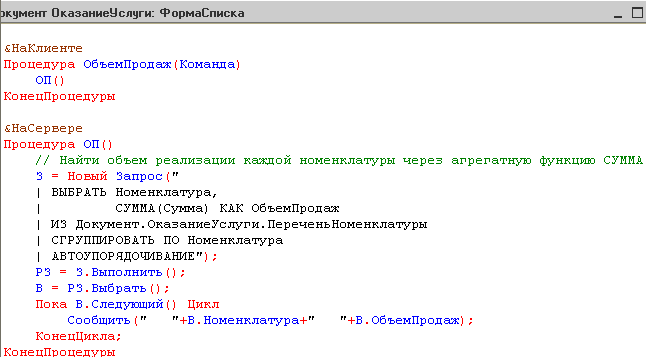 окумент ОказаниеУслуги: ФормаСписка
&НаКлиенте
Процедура ОбъемПродаж(Команда)
ОП()
КонецПроцедуры
&НаСервере
Процедура ОП()
// Найти объем реализации каждой номенклатуры через агрегатную функцию СУММА
З = Новый Запрос("
| ВЫБРАТЬ Номенклатура,
| СУММА(Сумма) КАК ОбъемПродаж
| ИЗ Документ.ОказаниеУслуги.ПереченьНоменклатуры
| СГРУППИРОВАТЬ ПО Номенклатура
| АВТОУПОРЯДОЧИВАНИЕ");
РЗ = З.Выполнить();
В = РЗ.Выбрать();
Пока В.Следующий() Цикл
Сообщить("   "+В.Номенклатура+"   "+В.ОбъемПродаж);
КонецЦикла;
КонецПроцедуры